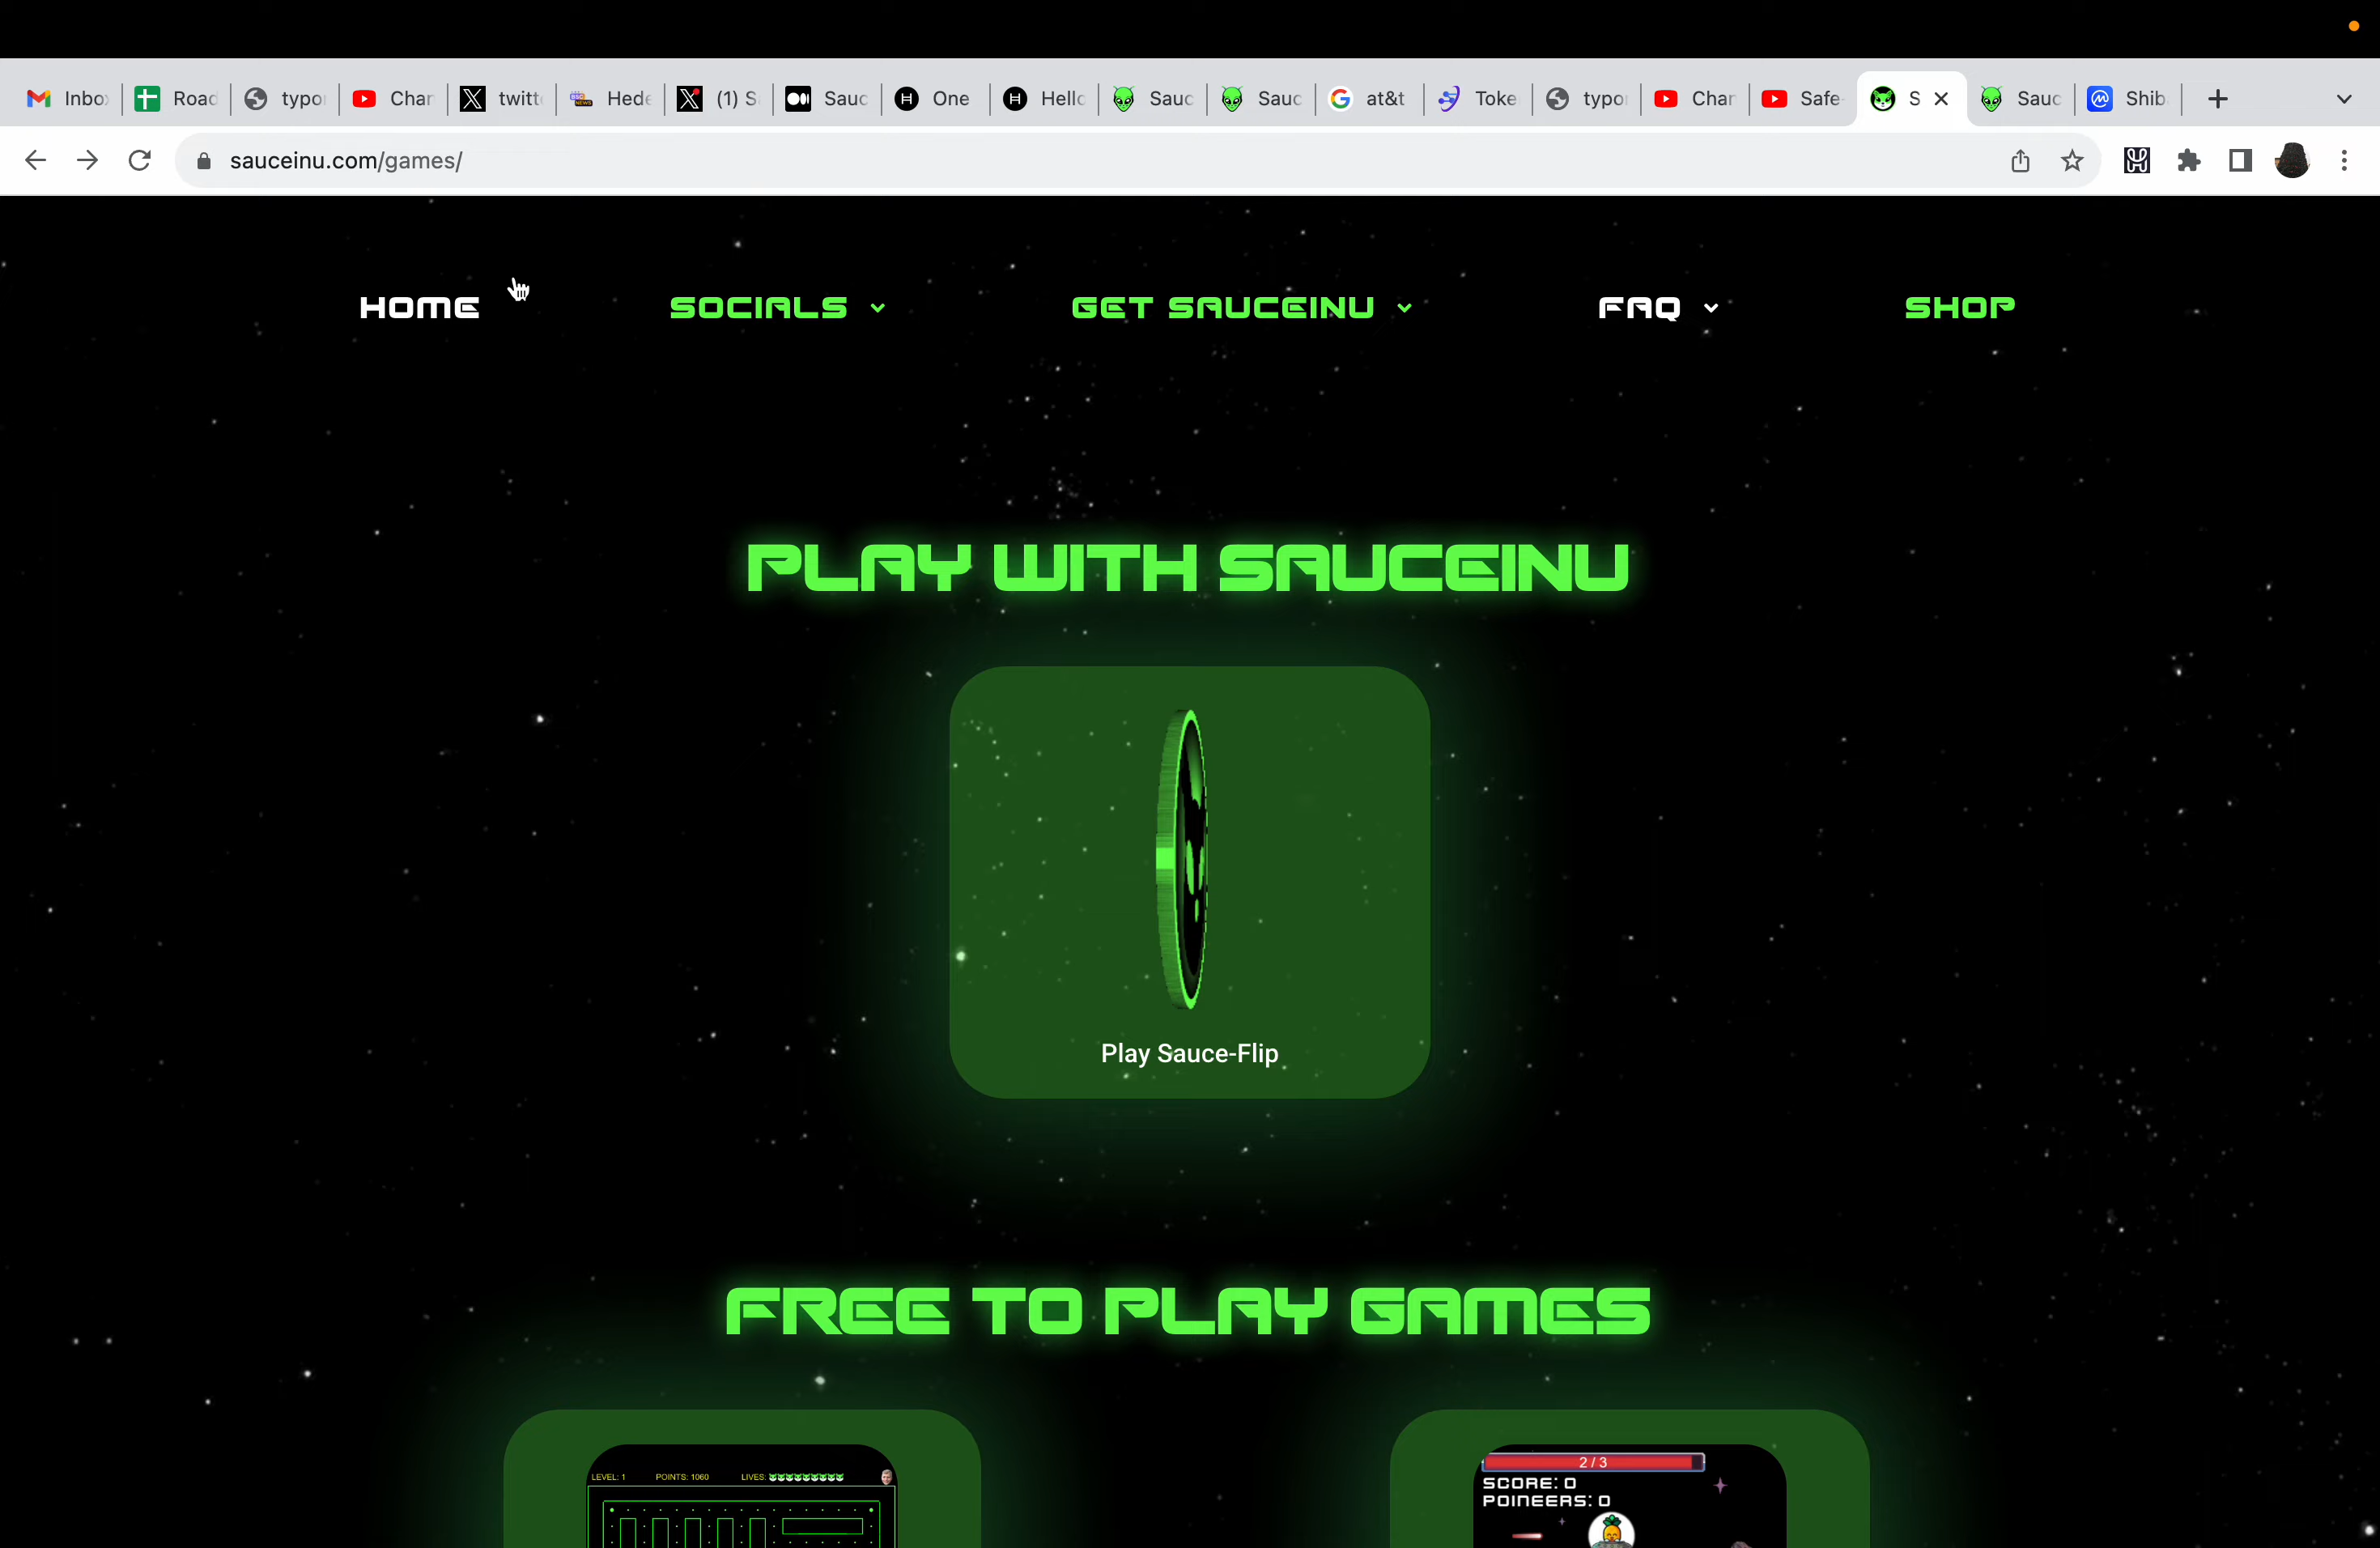 Inbo
Road
typo
Char
twitt
Hede
(1) S
Sauc
One
Hello
Sauc
Sauc
at&t
Toke
typo
Char
Safe-
S
Sauc
Shib
sauceinu.com/games/
HOME
SOCIALS
GET SAUCEINU
FAQ
SHOP
PLAY WITH SAUCEINU
Play Sauce-Flip
FREE TO PLAY GAMES
LEVEL: 1 POINTS: 1060 LIVES:
2 / 3
SCORE: 0
POINEERS: 0